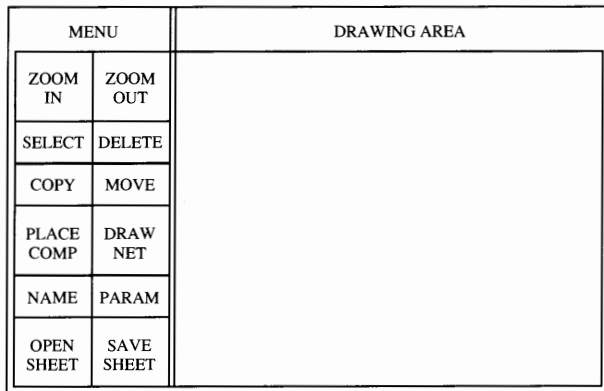 MENU
DRAWING AREA
ZOOM
IN
ZOOM
OUT
SELECT
DELETE
COPY
MOVE
PLACE
COMP
DRAW
NET
NAME
PARAM
OPEN
SHEET
SAVE
SHEET